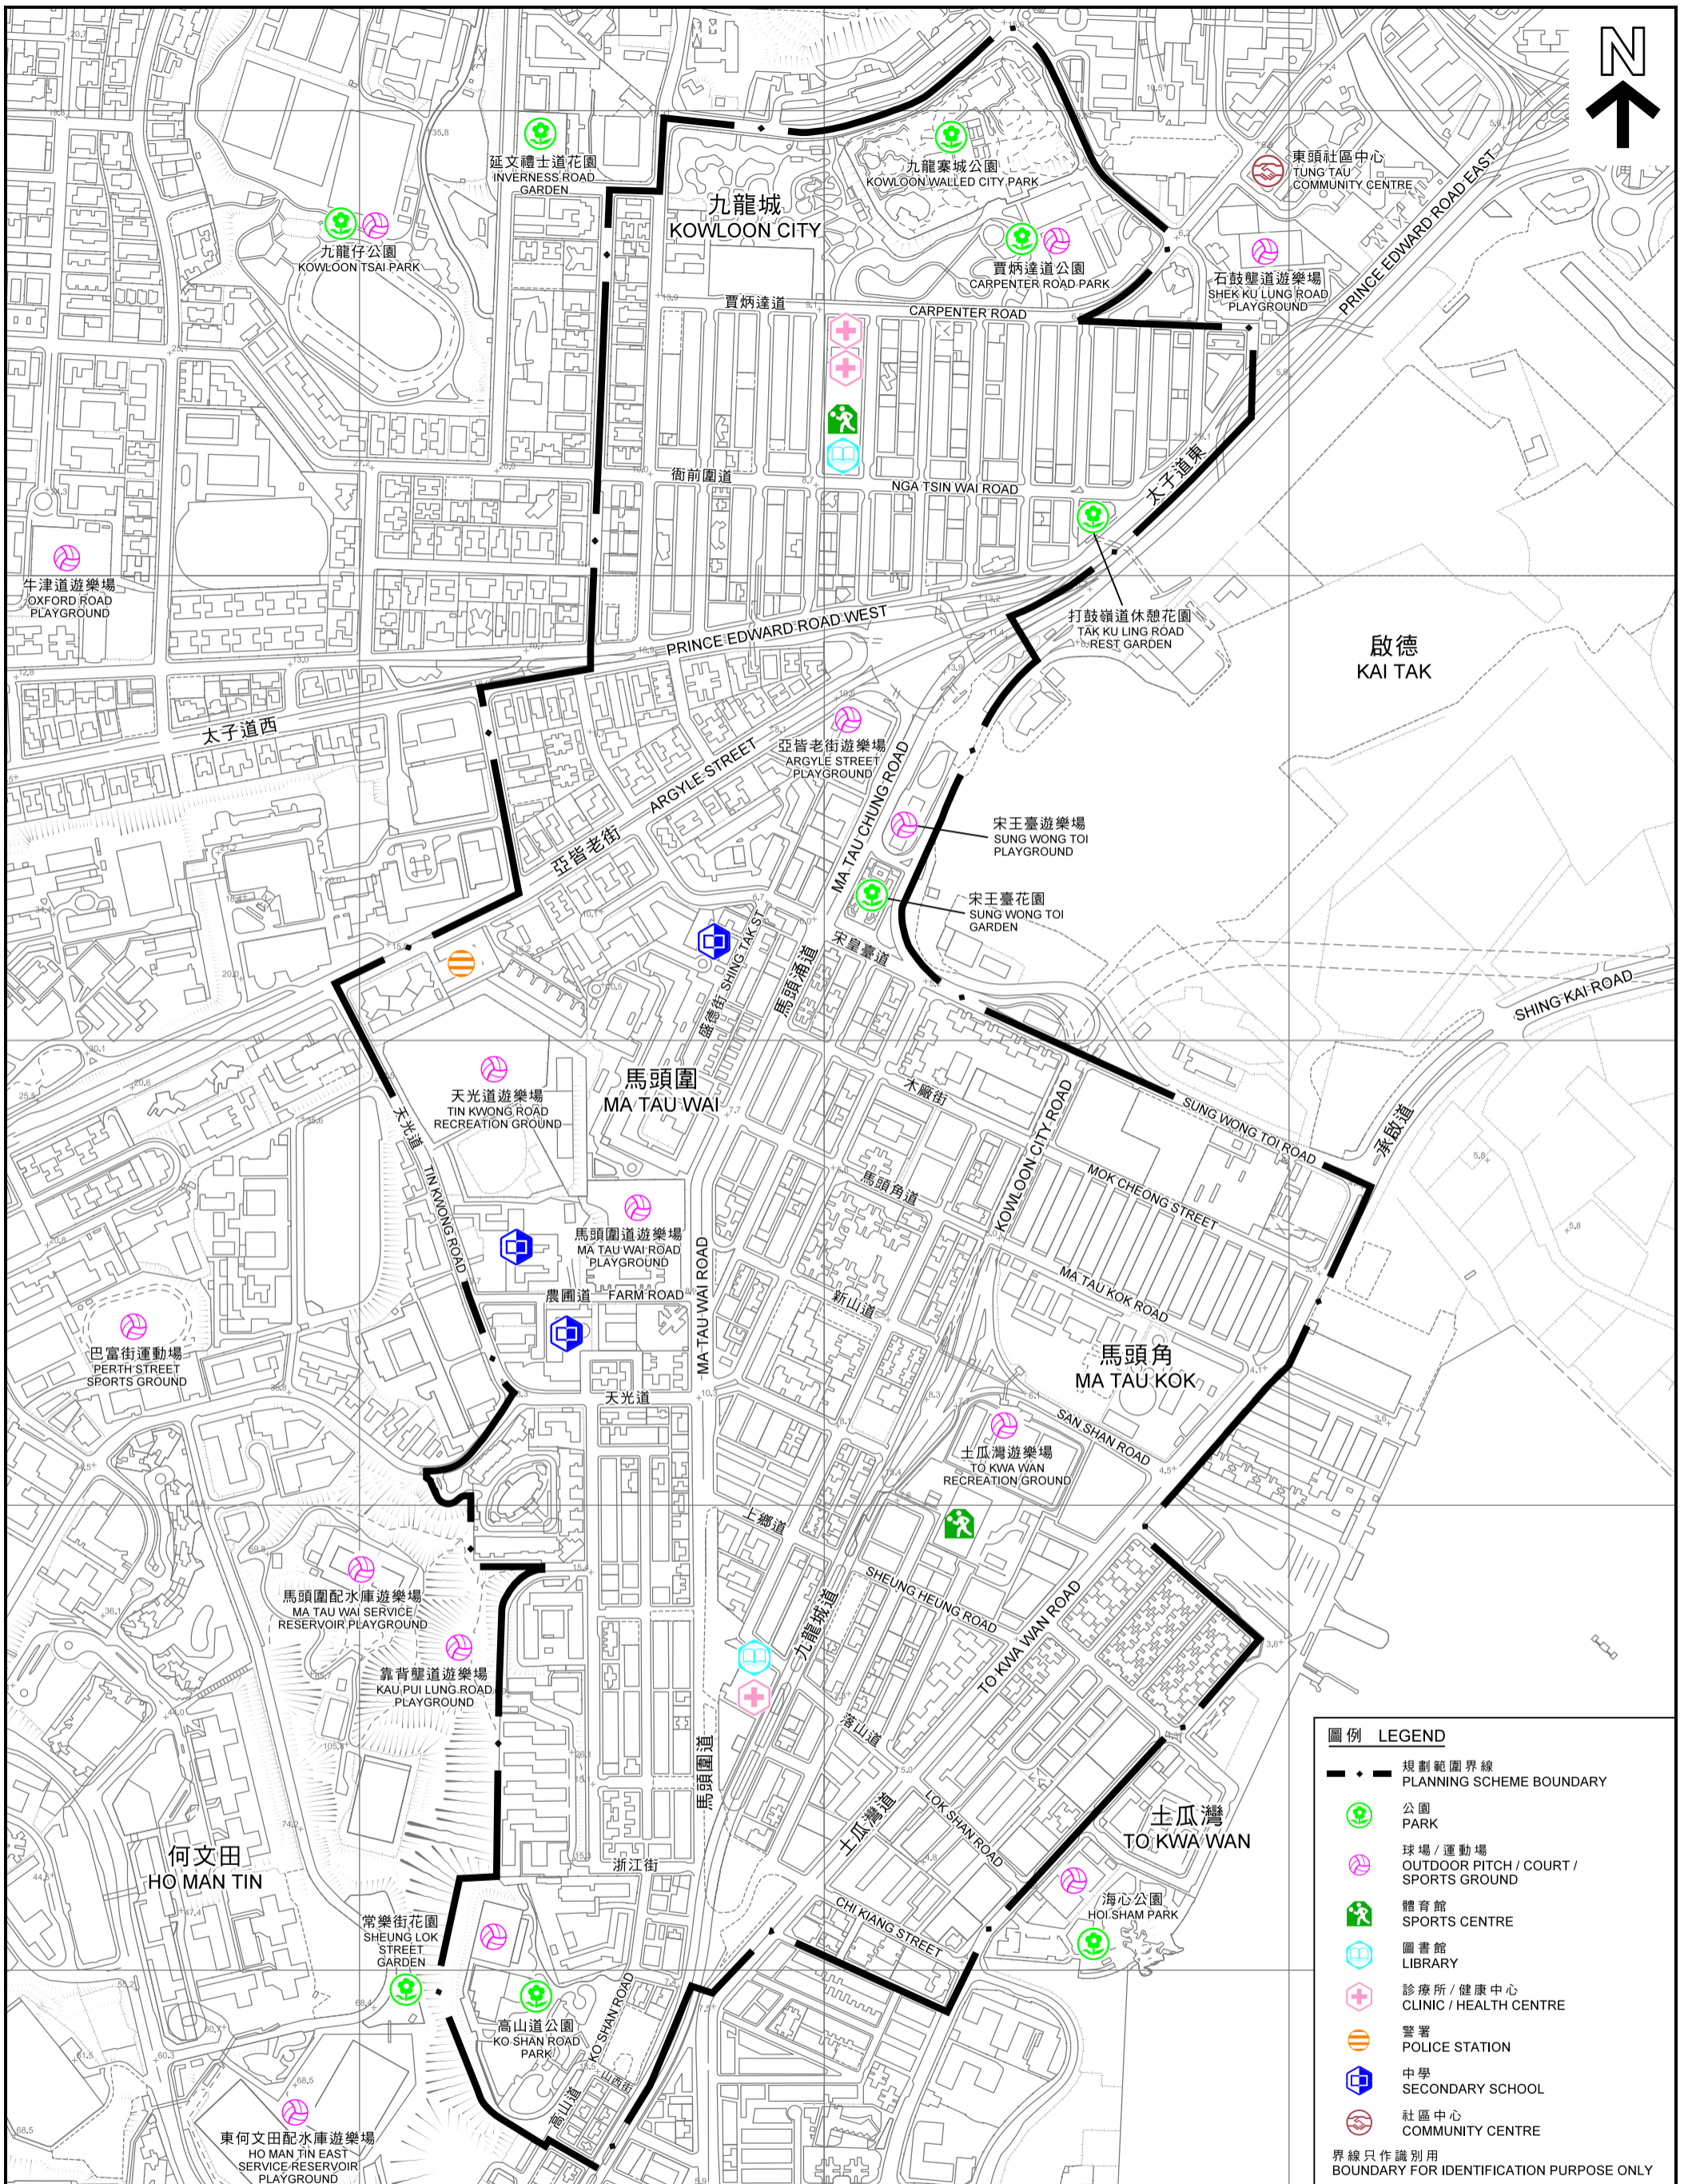 N
延文禮士道花園
INVERNESS ROAD
GARDEN
九龍寨城公園
KOWLOON WALLED CITY PARK
東頭社區中心
TUNG TAU
COMMUNITY CENTRE
九龍城
KOWLOON CITY
九龍仔公園
KOWLOON TSAI PARK
賈炳達道公園
CARPENTER ROAD PARK
石鼓壟道遊樂場
SHEK KU LUNG ROAD
PLAYGROUND
PRINCE EDWARD ROAD EAST
賈炳達道
CARPENTER ROAD
衙前圍道
NGA TSIN WAI ROAD
太子道東
牛津道遊樂場
OXFORD ROAD
PLAYGROUND
打鼓嶺道休憩花園
TAK KU LING ROAD
REST GARDEN
PRINCE EDWARD ROAD WEST
太子道西
啟德
KAI TAK
亞皆老街遊樂場
ARGYLE STREET
PLAYGROUND
ARGYLE STREET
亞皆老街
MA TAU CHUNG ROAD
宋王臺遊樂場
SUNG WONG TOI
PLAYGROUND
宋王臺花園
SUNG WONG TOI
GARDEN
宋皇臺道
盛德街 SHING TAK ST
馬頭涌道
SHING KAI ROAD
天光道遊樂場
TIN KWONG ROAD
RECREATION GROUND
馬頭圍
MA TAU WAI
木廠街
KOWLOON CITY ROAD
SUNG WONG TOI ROAD
承啟道
天光道
TIN KWONG ROAD
MOK CHEONG STREET
馬頭角道
馬頭圍道遊樂場
MA TAU WAI ROAD
PLAYGROUND
MA TAU WAI ROAD
MA TAU KOK ROAD
農圃道 FARM ROAD
新山道
巴富街運動場
PERTH STREET
SPORTS GROUND
馬頭角
MA TAU KOK
天光道
SAN SHAN ROAD
土瓜灣遊樂場
TO KWA WAN
RECREATION GROUND
上鄉道
SHEUNG HEUNG ROAD
TO KWA WAN ROAD
馬頭圍配水庫遊樂場
MA TAU WAI SERVICE
RESERVOIR PLAYGROUND
九龍城道
靠背壟道遊樂場
KAU PUI LUNG ROAD
PLAYGROUND
落山道
馬頭圍道
LOK SHAN ROAD
土瓜灣道
土瓜灣
TO KWA WAN
何文田
HO MAN TIN
浙江街
CHI KIANG STREET
海心公園
HOI SHAM PARK
常樂街花園
SHEUNG LOK
STREET
GARDEN
高山道公園
KO SHAN ROAD
PARK
KO SHAN ROAD
山西街
高山道
東何文田配水庫遊樂場
HO MAN TIN EAST
SERVICE RESERVOIR
PLAYGROUND
圖例 LEGEND
規劃範圍界線
PLANNING SCHEME BOUNDARY
公園
PARK
球場 / 運動場
OUTDOOR PITCH / COURT /
SPORTS GROUND
體育館
SPORTS CENTRE
圖書館
LIBRARY
診療所 / 健康中心
CLINIC / HEALTH CENTRE
警署
POLICE STATION
中學
SECONDARY SCHOOL
社區中心
COMMUNITY CENTRE
界線只作識別用
BOUNDARY FOR IDENTIFICATION PURPOSE ONLY